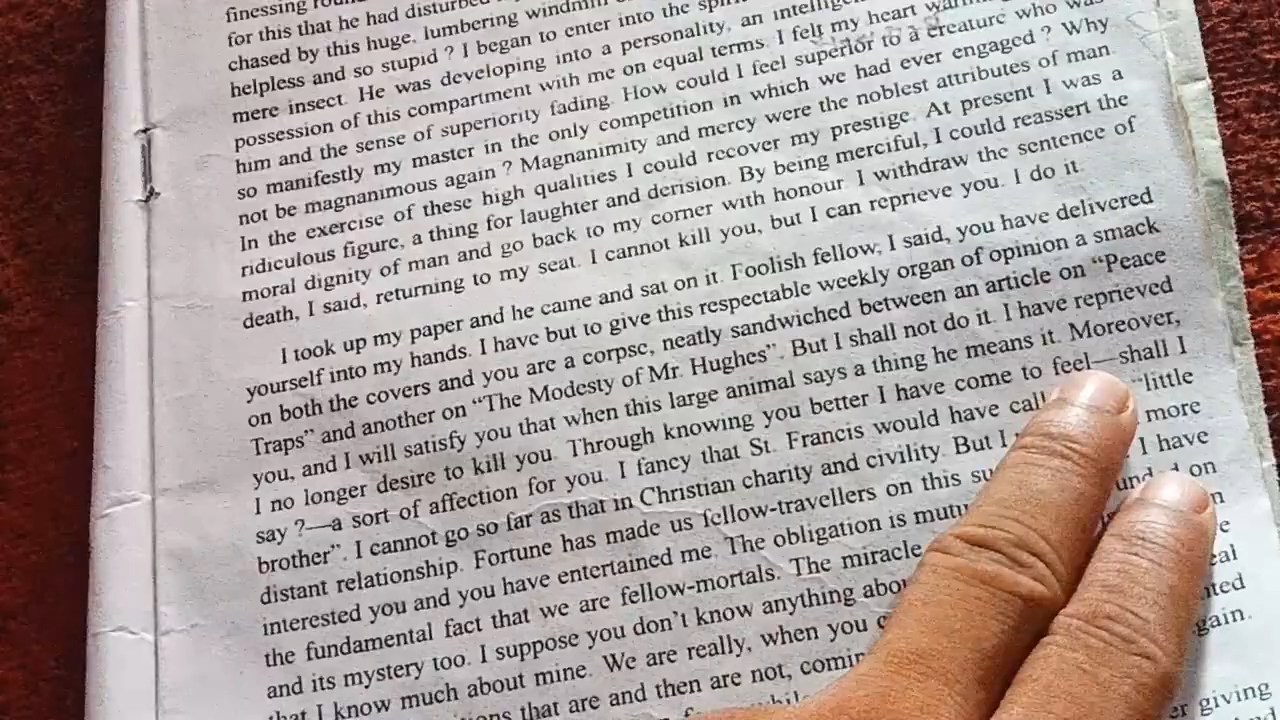 finessing
for this that he had disturbed
chased by this huge, lumbering windmill
helpless and so stupid ? I began to enter into the
mere insect. He was developing into a personality, an
possession of this compartment with me on equal terms. I felt my heart
him and the sense of superiority fading. How could I feel superior to a creature who was
so manifestly my master in the only competition in which we had ever engaged ? Why
not be magnanimous again ? Magnanimity and mercy were the noblest attributes of man.
In the exercise of these high qualities I could recover my prestige. At present I was a
ridiculous figure, a thing for laughter and derision. By being merciful, I could reassert the
moral dignity of man and go back to my corner with honour. I withdraw the sentence of
death, I said, returning to my seat. I cannot kill you, but I can reprieve you. I do it.
I took up my paper and he came and sat on it. Foolish fellow, I said, you have delivered
yourself into my hands. I have but to give this respectable weekly organ of opinion a smack
on both the covers and you are a corpse, neatly sandwiched between an article on “Peace
Traps” and another on “The Modesty of Mr. Hughes”. But I shall not do it. I have reprieved
you, and I will satisfy you that when this large animal says a thing he means it. Moreover,
I no longer desire to kill you. Through knowing you better I have come to feel—shall I
say ?—a sort of affection for you. I fancy that St. Francis would have “little
brother”. I cannot go so far as that in Christian charity and civility. But I more
distant relationship. Fortune has made us fellow-travellers on this I have
interested you and you have entertained me. The obligation is on
the fundamental fact that we are fellow-mortals. The miracle
and its mystery too. I suppose you don’t know anything
that I know much about mine. We are really, when you
that are and then are not,
gain.
giving